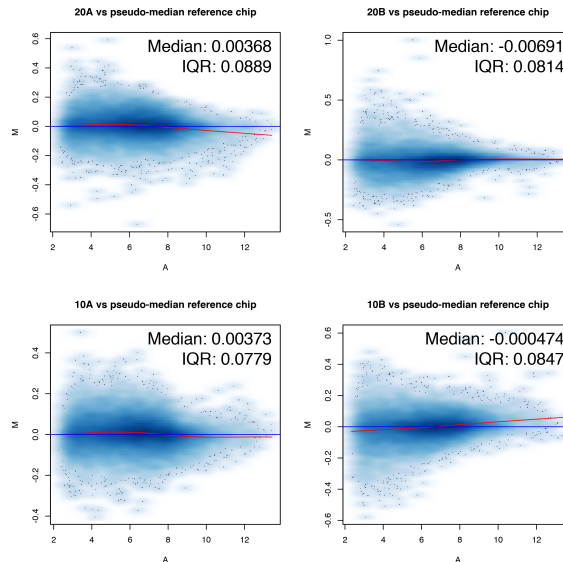 20A vs pseudo-median reference chip
Median: 0.00368
IQR: 0.0889
M
0.6
0.4
0.2
0.0
-0.2
-0.4
-0.6
2 4 6 8 10 12
A
20B vs pseudo-median reference chip
Median: -0.00691
IQR: 0.0814
M
1.0
0.5
0.0
-0.5
2 4 6 8 10 12
A
10A vs pseudo-median reference chip
Median: 0.00373
IQR: 0.0779
M
0.4
0.2
0.0
-0.2
-0.4
2 4 6 8 10 12
A
10B vs pseudo-median reference chip
Median: -0.000474
IQR: 0.0847
M
0.6
0.4
0.2
0.0
-0.2
-0.4
-0.6
2 4 6 8 10 12
A